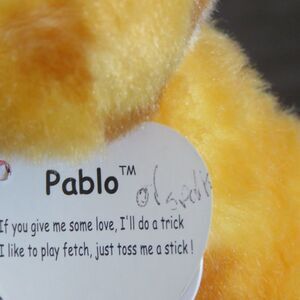 Pablo™
If you give me some love, I'll do a trick
I like to play fetch, just toss me a stick !